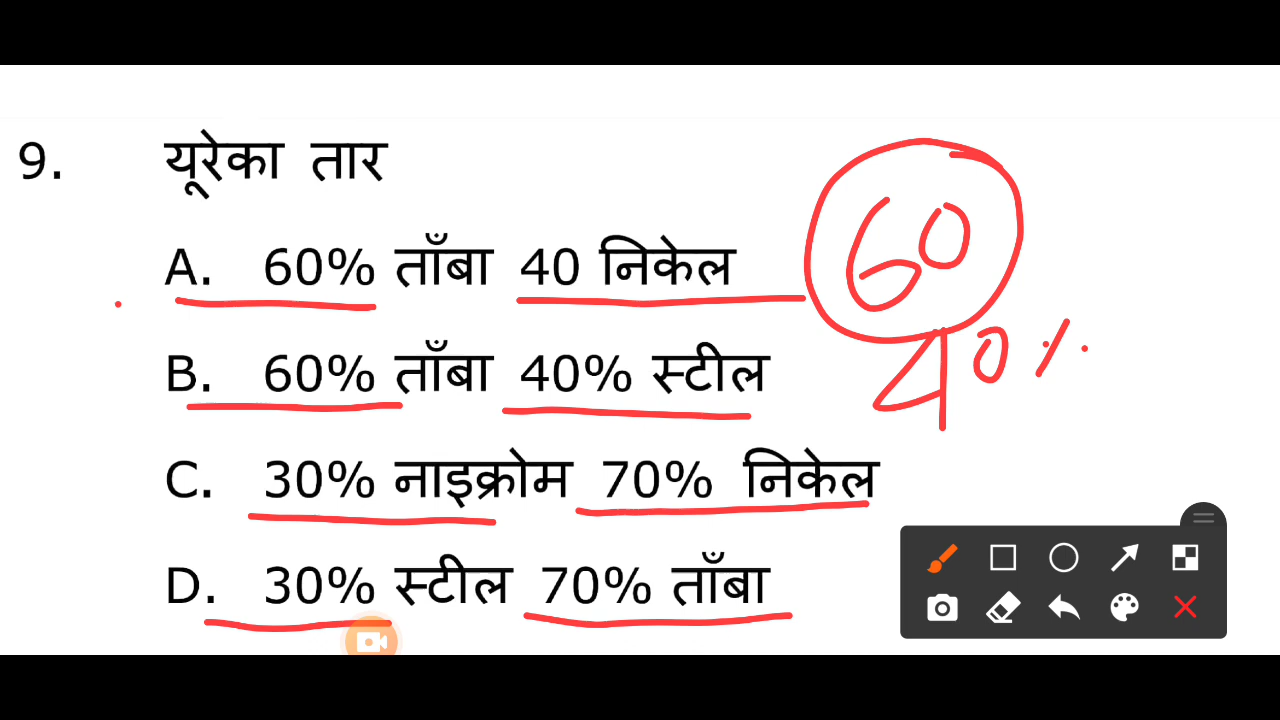 9. यूरेका तार
A. 60% ताँबा 40 निकेल
B. 60% ताँबा 40% स्टील
C. 30% नाइक्रोम 70% निकेल
D. 30% स्टील 70% ताँबा
60
40 %